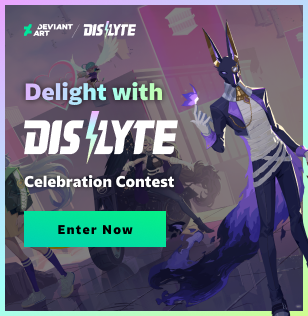 DEVIANT ART / DISLYTE
Delight with
DISLYTE
Celebration Contest
Enter Now